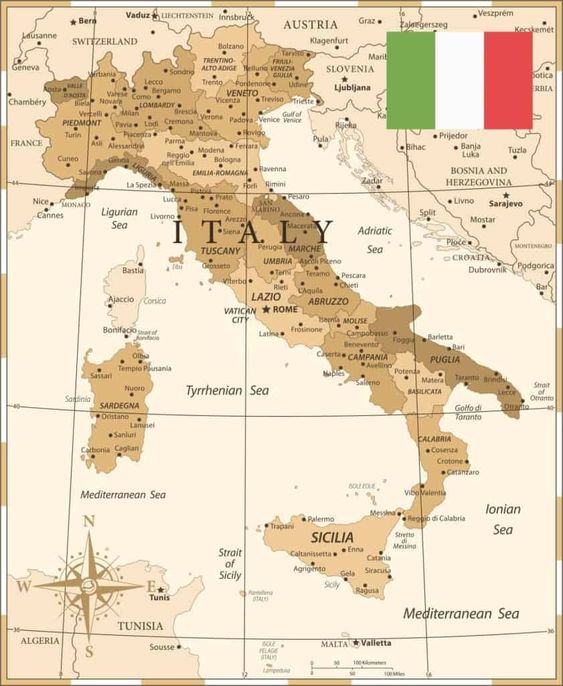 Bern
Vaduz
LIECHTENSTEIN
Innsbruck
AUSTRIA
Graz
Zalaegerszeg
Veszprém
Kecskemét
Lausanne
SWITZERLAND
Geneva
Klagenfurt
Maribor
SLOVENIA
Ljubljana
Bolzano
TRENTINO-
ALTO ADIGE
Trento
Belluno
FRIULI-
VENEZIA
GIULIA
Tarvisio
Pordenone
Udine
Trieste
Sondrio
Verbania
Lecco
Como
Bergamo
Varese
Aosta
VALLE
D'AOSTA
Biella
Novara
LOMBARDY
Brescia
VENETO
Vicenza
Treviso
Verona
Padova
Venice
Gulf of
Venice
Rovigo
Chambéry
Vercelli
Milan
Lodi
Cremona
Mantova
Pavia
Piacenza
PIEDMONT
Turin
Asti
Alessandria
Parma
Reggio
nell'Emilia
Modena
Ferrara
Bologna
EMILIA-ROMAGNA
Ravenna
Forlì
Rimini
FRANCE
Cuneo
Savona
Genoa
LIGURIA
Imperia
La Spezia
Massa
Pistoia
Prato
Lucca
Pisa
Florence
Livorno
Arezzo
Siena
MONACO
Nice
Cannes
Ligurian
Sea
SAN
MARINO
Pesaro
Ancona
Macerata
ITALY
TUSCANY
Perugia
MARCHE
Ascoli Piceno
Grosseto
UMBRIA
Terni
Teramo
Viterbo
Rieti
L'Aquila
Pescara
Chieti
ABRUZZO
LAZIO
VATICAN
CITY
ROME
Latina
Frosinone
Isernia
MOLISE
Campobasso
Foggia
Barletta
Bari
PUGLIA
Caserta
Benevento
CAMPANIA
Avellino
Naples
Salerno
Potenza
Matera
BASILICATA
Taranto
Brindisi
Lecce
Otranto
Strait
of
Otranto
Golfo di
Taranto
Pula
Rijeka
Zadar
Bihac
Prijedor
Banja
Luka
Tuzla
BOSNIA AND
HERZEGOVINA
Sarajevo
Livno
Mostar
Split
Ploče
CROATIA
Dubrovnik
MONTENEGRO
Podgorica
Bar
Adriatic
Sea
Bastia
Corsica
Ajaccio
Bonifacio
Strait of
Bonifacio
Olbia
Tempio Pausania
Sassari
Nuoro
Sardinia
SARDEGNA
Oristano
Lanusei
Sanluri
Carbonia
Cagliari
Tyrrhenian Sea
40
40
CALABRIA
Cosenza
Crotone
Catanzaro
Vibo Valentia
Reggio di Calabria
Messina
Stretto
di
Messina
ISOLE EOLIE
Ionian
Sea
Mediterranean Sea
Trapani
Palermo
SICILIA
Caltanissetta
Enna
Catania
Agrigento
Gela
Siracusa
Sicily
Ragusa
Strait
of
Sicily
Pantelleria
(ITALY)
Mediterranean Sea
N
W
E
S
Tunis
TUNISIA
ALGERIA
Sousse
36
36
MALTA
Valletta
ISOLE
PELAGIE
(ITALY)
Lampedusa
0
50
100 Kilometers
0
50
100 Miles
8
12
16